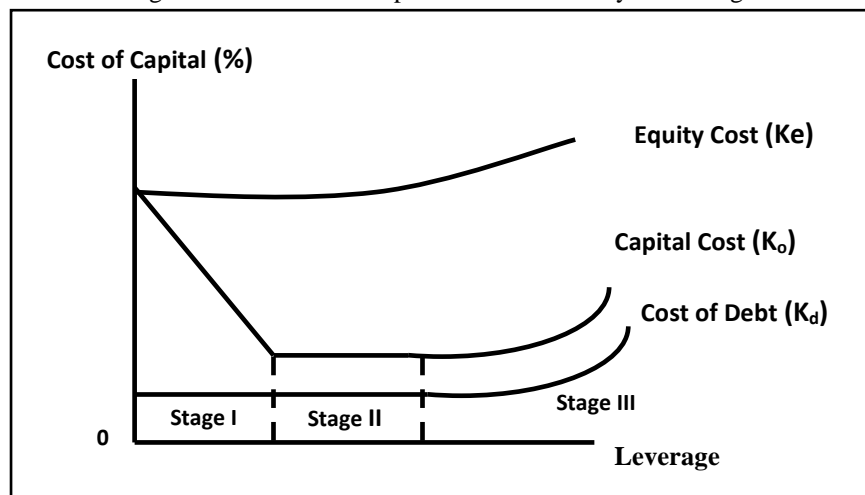 Cost of Capital (%)
Equity Cost (Ke)
Capital Cost (Kₒ)
Cost of Debt (K_d)
Stage I
Stage II
Stage III
0
Leverage